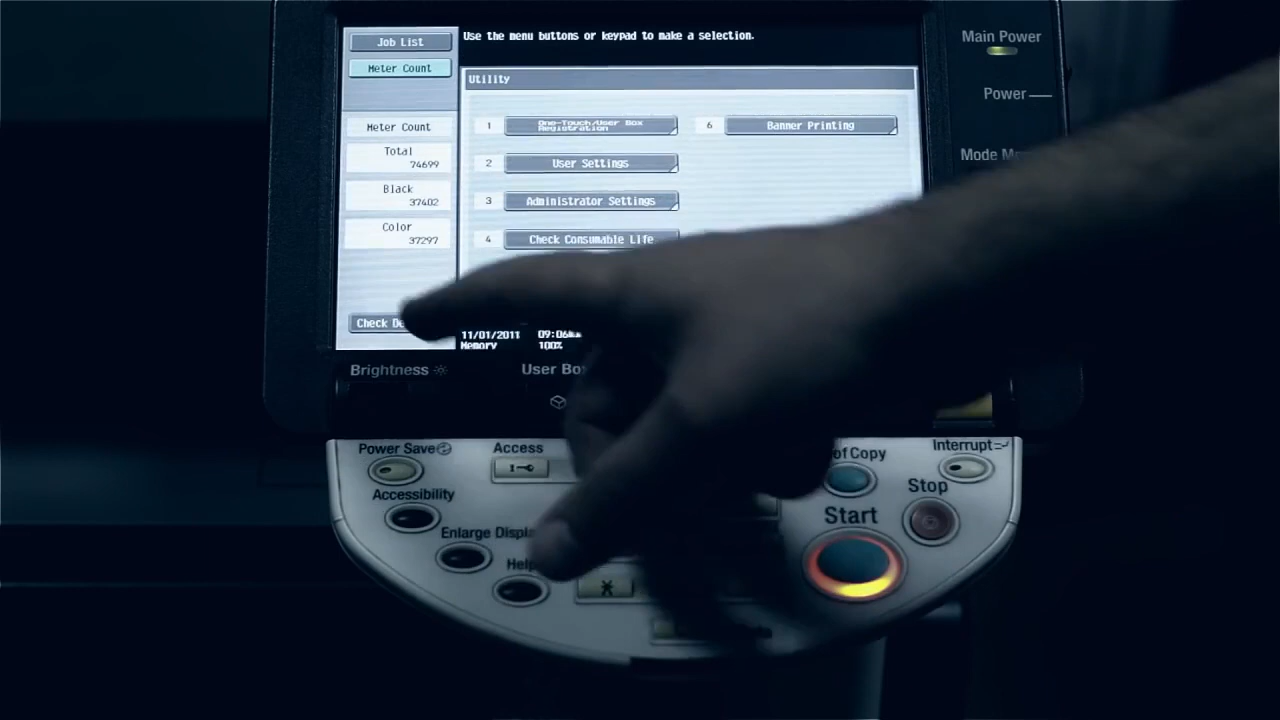 Job List
Use the menu buttons or keypad to make a selection.
Main Power
Meter Count
Utility
Power
Meter Count
1 One-Touch/User Box
Registration
6 Banner Printing
Total
74699
2 User Settings
Mode
Black
37402
3 Administrator Settings
Color
37297
4 Check Consumable Life
Check
11/01/2011 09:06
Memory 100%
Brightness
User
Power Save
Access
of Copy
Interrupt
Accessibility
Stop
Start
Enlarge
Help